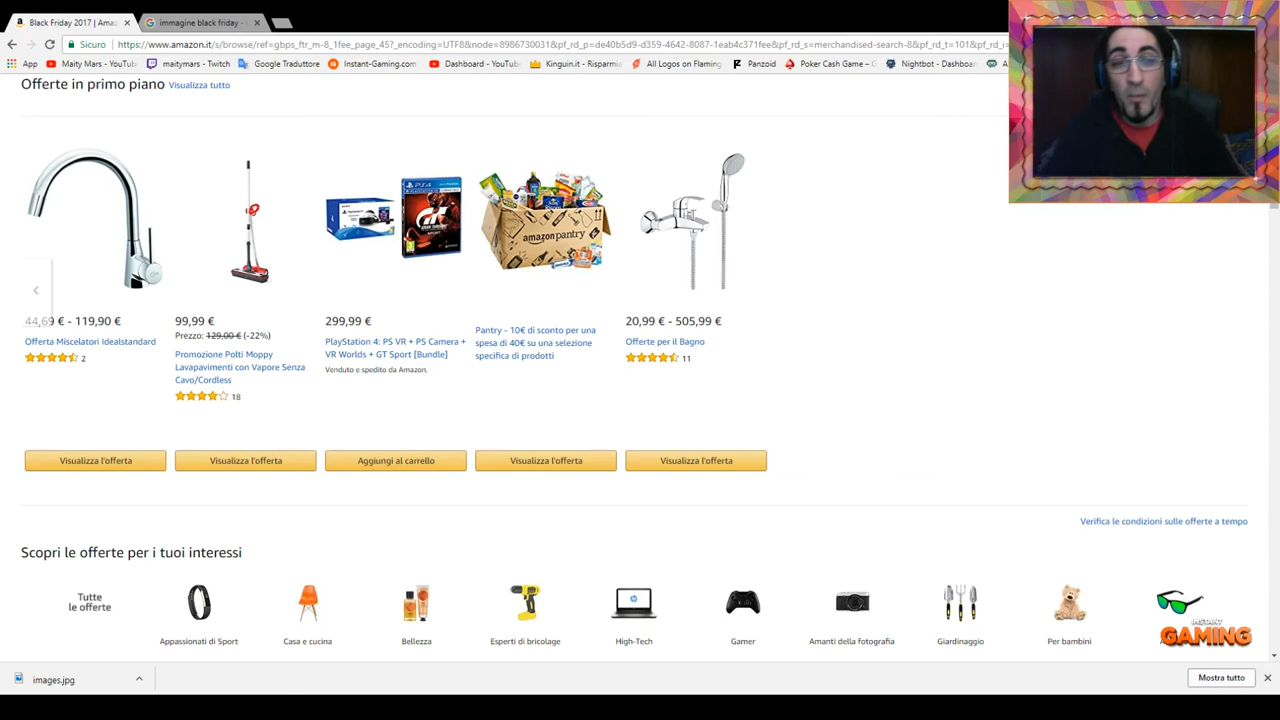 Black Friday 2017 | Amaz
immagine black friday -
Sicuro
https://www.amazon.it/s/browse/ref=gbps_ftr_m-8_1fee_page_45?_encoding=UTF8&node=8986730031&pf_rd_p=de40b5d9-d359-4642-8087-1eab4c371fee&pf_rd_s=merchandised-search-8&pf_rd_t=101&pf_rd_i=
App
Maity Mars - YouTu
maitymars - Twitch
Google Traduttore
Instant-Gaming.com
Dashboard - YouTub
Kinguin.it - Risparmia
All Logos on Flaming
Panzoid
Poker Cash Game –
Nightbot - Dashboar
Offerte in primo piano Visualizza tutto
PS4
GT
SPORT
amazon pantry
44,69 € - 119,90 €
Offerta Miscelatori Idealstandard
2
99,99 €
Prezzo: 129,00 € (-22%)
Promozione Polti Moppy
Lavapavimenti con Vapore Senza
Cavo/Cordless
18
299,99 €
PlayStation 4: PS VR + PS Camera +
VR Worlds + GT Sport [Bundle]
Venduto e spedito da Amazon.
Pantry - 10€ di sconto per una
spesa di 40€ su una selezione
specifica di prodotti
20,99 € - 505,99 €
Offerte per il Bagno
11
Visualizza l'offerta
Visualizza l'offerta
Aggiungi al carrello
Visualizza l'offerta
Visualizza l'offerta
Verifica le condizioni sulle offerte a tempo
Scopri le offerte per i tuoi interessi
Tutte
le offerte
Appassionati di Sport
Casa e cucina
Bellezza
Esperti di bricolage
High-Tech
Gamer
Amanti della fotografia
Giardinaggio
Per bambini
INSTANT
GAMING
images.jpg
Mostra tutto